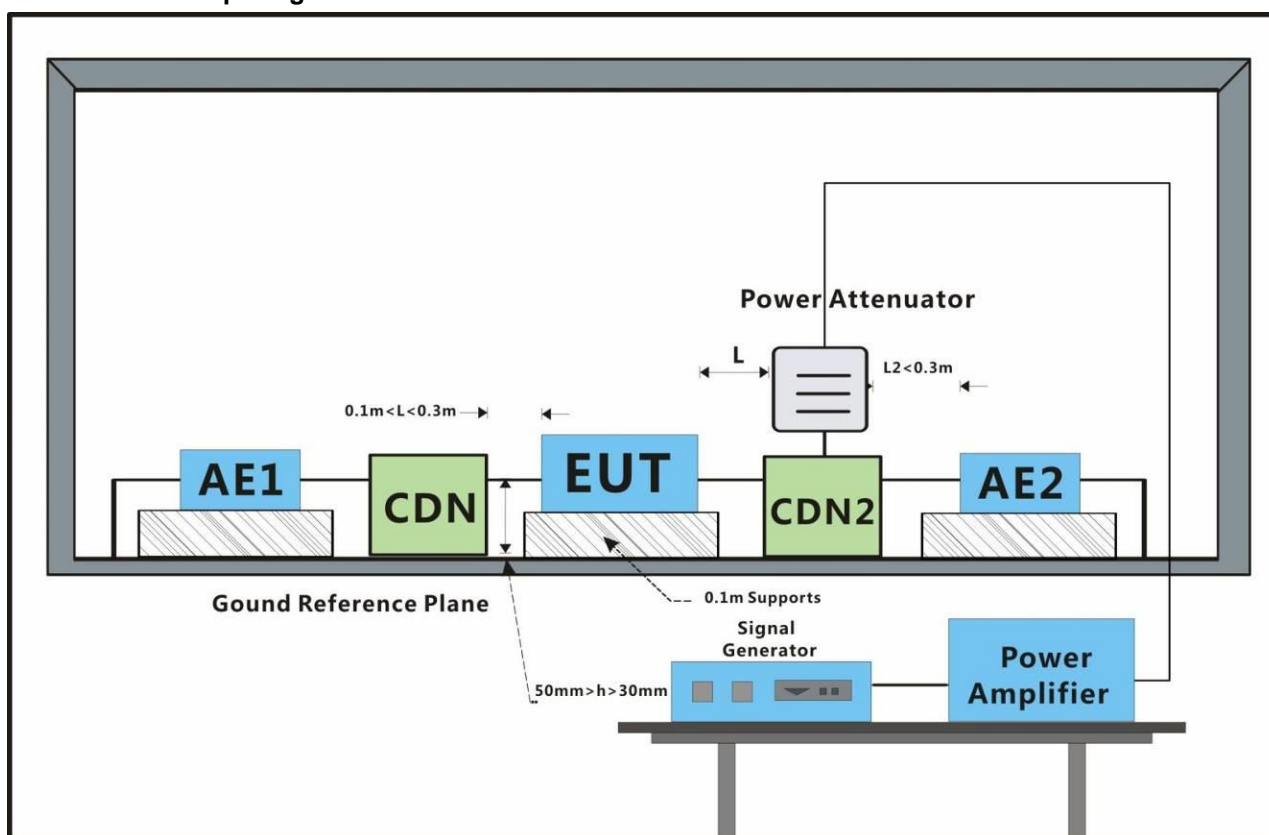 Power Attenuator
L
L2<0.3m
0.1m<L<0.3m
AE1
CDN
EUT
CDN2
AE2
Gound Reference Plane
0.1m Supports
Signal
Generator
50mm>h>30mm
Power
Amplifier